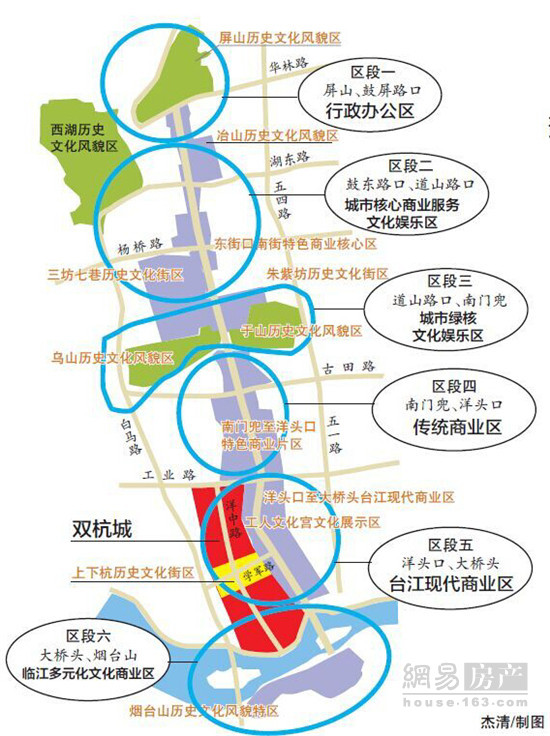 屏山历史文化风貌区
华林路
区段一
屏山、鼓屏路口
行政办公区
西湖历史
文化风貌区
冶山历史文化风貌区
湖东路
五四路
区段二
鼓东路口、道山路口
城市核心商业服务
文化娱乐区
杨桥路
东街口南街特色商业核心区
三坊七巷历史文化街区
朱紫坊历史文化街区
区段三
道山路口、南门兜
城市绿核
文化娱乐区
于山历史文化风貌区
乌山历史文化风貌区
古田路
区段四
南门兜、洋头口
传统商业区
白马路
南门兜至洋头口
特色商业片区
五一路
工业路
洋头口至大桥头台江现代商业区
洋中路
工人文化宫文化展示区
双杭城
区段五
洋头口、大桥头
台江现代商业区
上下杭历史文化街区
学军路
区段六
大桥头、烟台山
临江多元化文化商业区
烟台山历史文化风貌特区
網易房产
house·163.com
杰清/制图